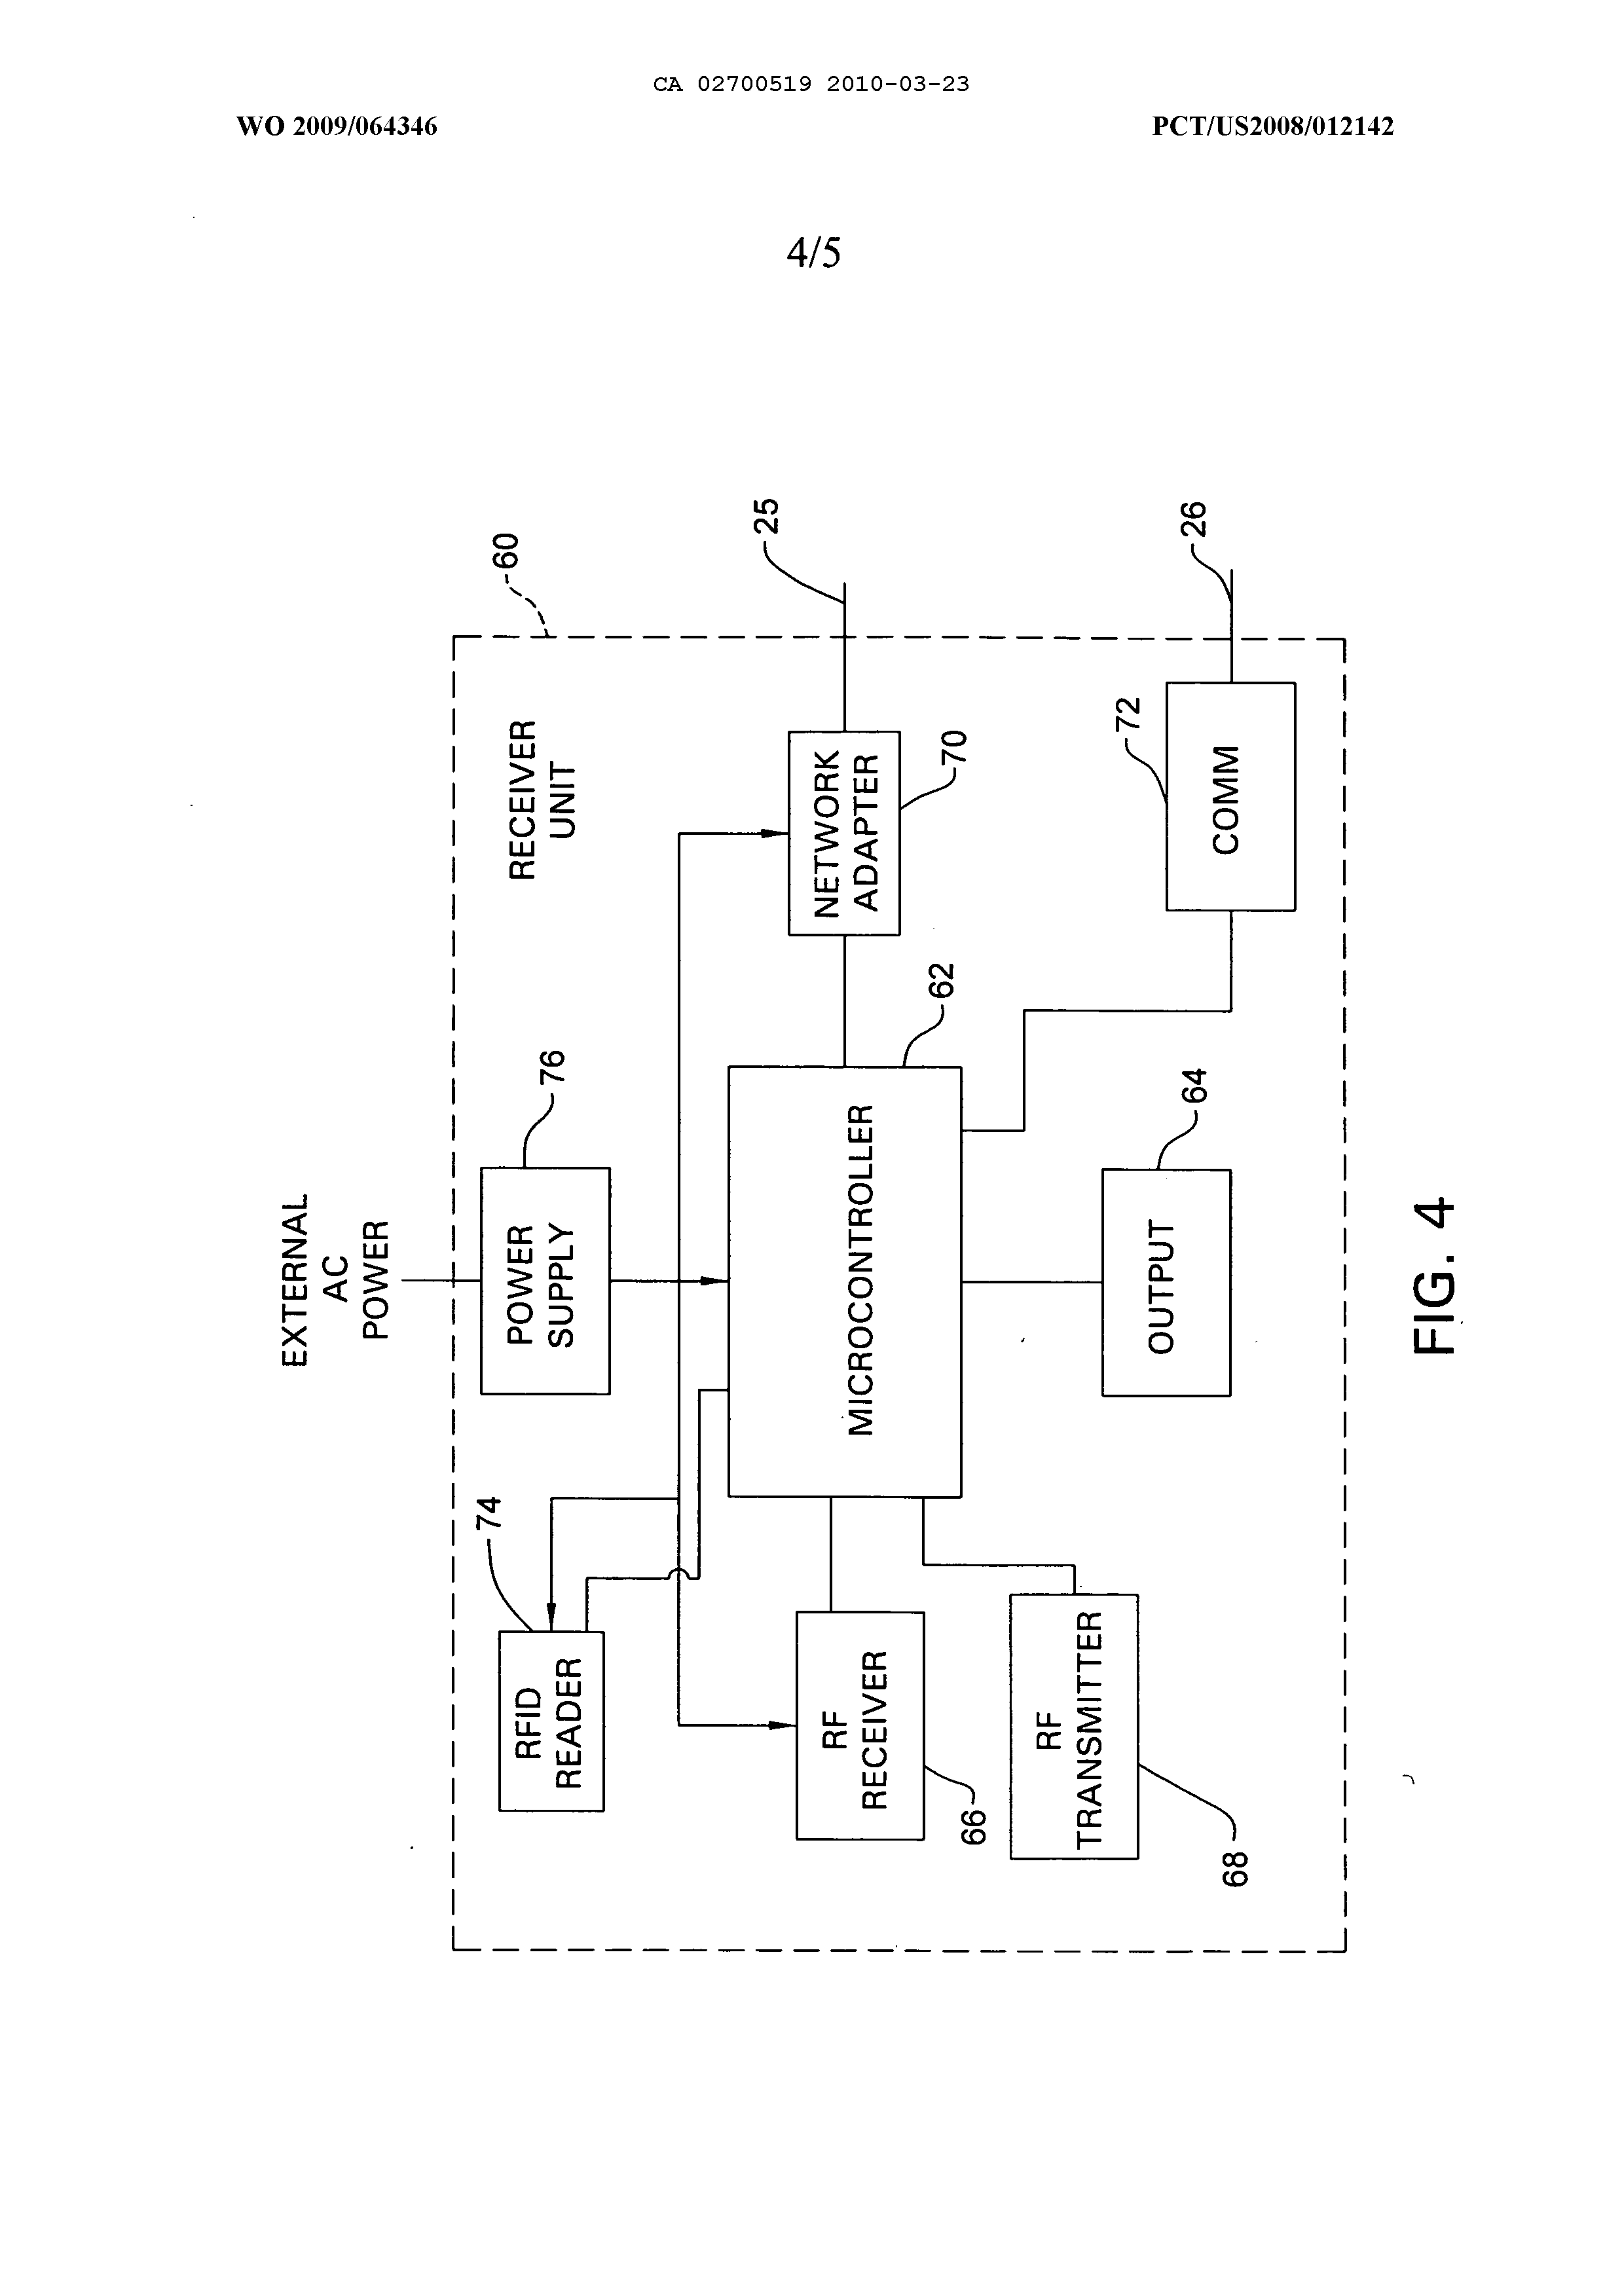 CA 02700519 2010-03-23
WO 2009/064346
PCT/US2008/012142
4/5
EXTERNAL
AC
POWER
60
RECEIVER
UNIT
74
RFID
READER
76
POWER
SUPPLY
25
NETWORK
ADAPTER
70
62
MICROCONTROLLER
RF
RECEIVER
66
RF
TRANSMITTER
68
OUTPUT
64
72
COMM
26
FIG. 4